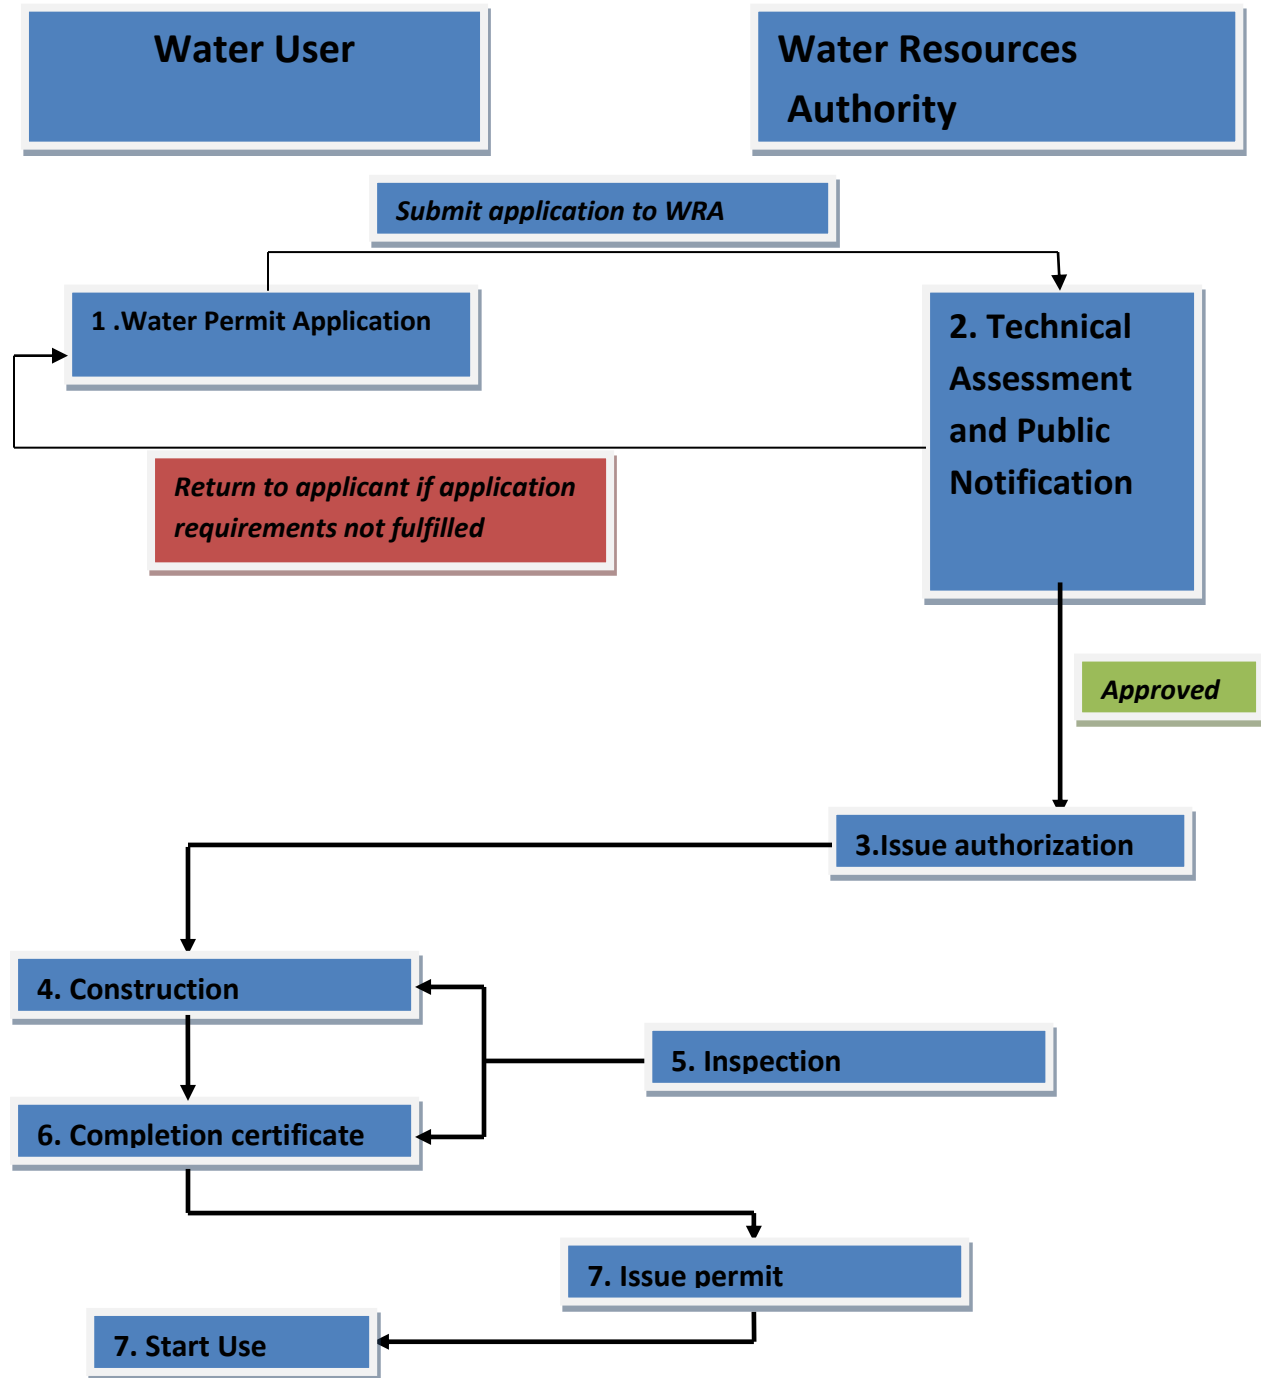 Water User
Water Resources
Authority
Submit application to WRA
1 .Water Permit Application
2. Technical
Assessment
and Public
Notification
Return to applicant if application
requirements not fulfilled
Approved
3.Issue authorization
4. Construction
5. Inspection
6. Completion certificate
7. Issue permit
7. Start Use